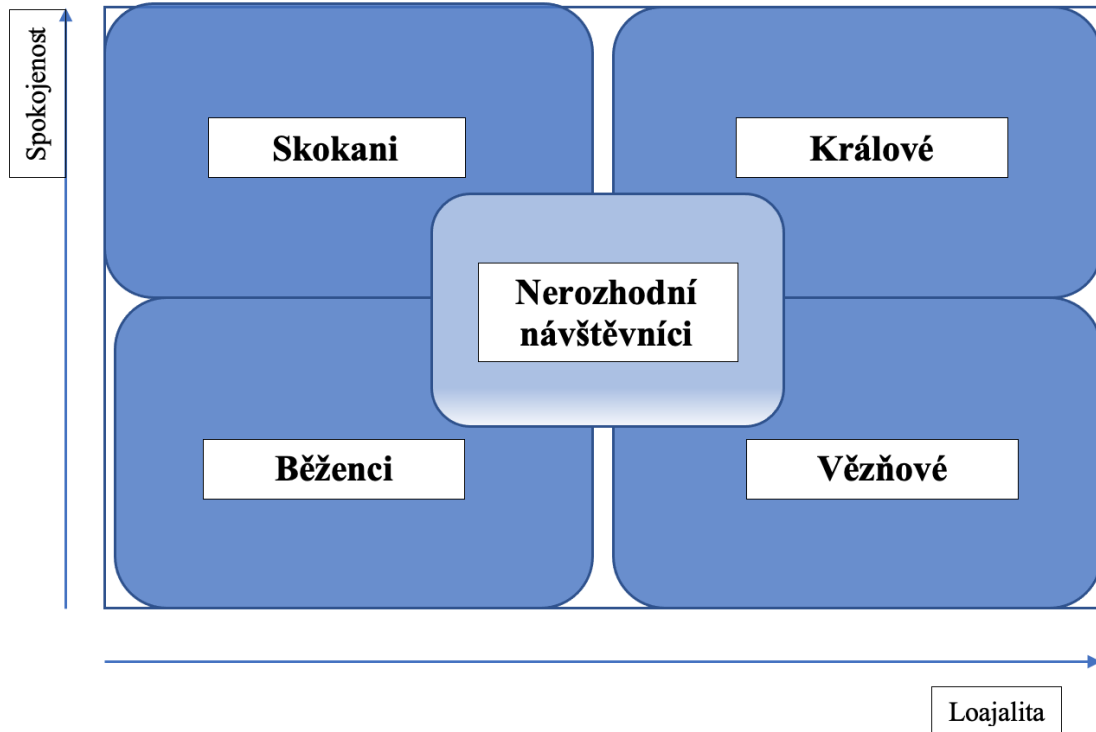 Spokojenost
Skokani
Králové
Nerozhodní
návštěvníci
Běženci
Vězňové
Loajalita